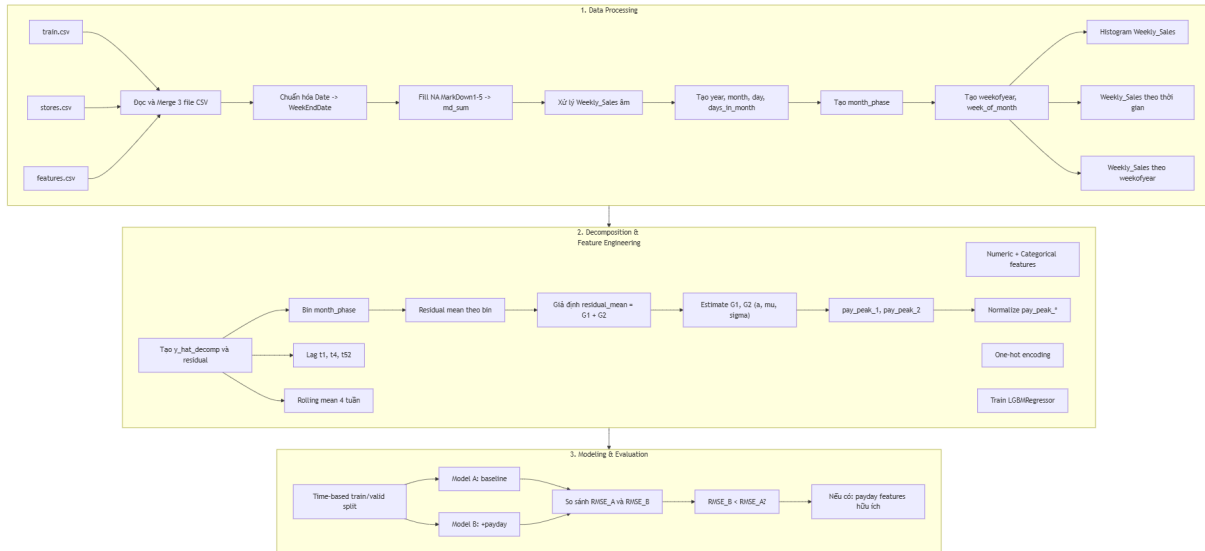 1. Data Processing
train.csv
stores.csv
features.csv
Đọc và Merge 3 file CSV
Chuẩn hóa Date ->
WeekEndDate
Fill NA MarkDown1-5 ->
md_sum
Xử lý Weekly_Sales âm
Tạo year, month, day,
days_in_month
Tạo month_phase
Tạo weekofyear,
week_of_month
Histogram Weekly_Sales
Weekly_Sales theo thời
gian
Weekly_Sales theo
weekofyear
2. Decomposition &
Feature Engineering
Tạo y_hat_decomp và
residual
Bin month_phase
Lag t1, t4, t52
Rolling mean 4 tuần
Residual mean theo bin
Giả định residual_mean =
G1 + G2
Estimate G1, G2 (a, mu,
sigma)
pay_peak_1, pay_peak_2
Normalize pay_peak_*
Numeric + Categorical
features
One-hot encoding
Train LGBMRegressor
3. Modeling & Evaluation
Time-based train/valid
split
Model A: baseline
Model B: +payday
So sánh RMSE_A và RMSE_B
RMSE_B < RMSE_A?
Nếu có: payday features
hữu ích